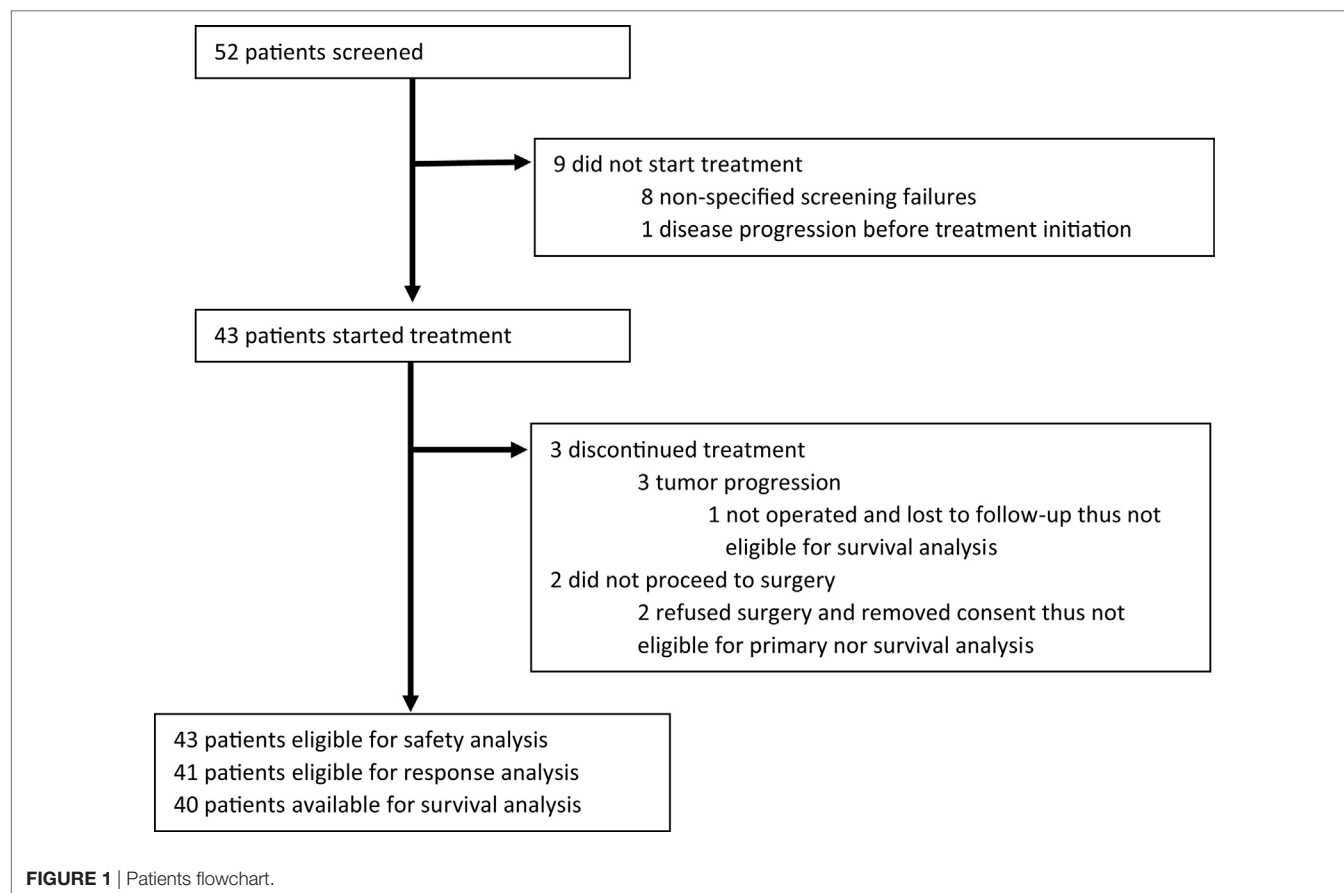 52 patients screened
9 did not start treatment
8 non-specified screening failures
1 disease progression before treatment initiation
43 patients started treatment
3 discontinued treatment
3 tumor progression
1 not operated and lost to follow-up thus not
eligible for survival analysis
2 did not proceed to surgery
2 refused surgery and removed consent thus not
eligible for primary nor survival analysis
43 patients eligible for safety analysis
41 patients eligible for response analysis
40 patients available for survival analysis
FIGURE 1 | Patients flowchart.